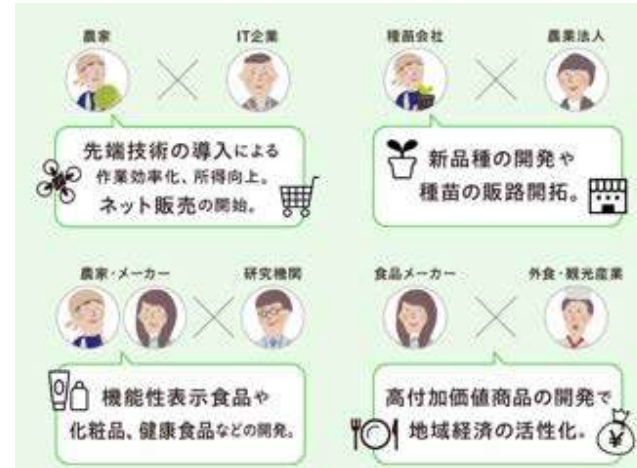 農家
IT企業
種苗会社
農業法人
先端技術の導入による
作業効率化、所得向上。
ネット販売の開始。
新品種の開発や
種苗の販路開拓。
農家・メーカー
研究機関
食品メーカー
外食・観光産業
機能性表示食品や
化粧品、健康食品などの開発。
高付加価値商品の開発で
地域経済の活性化。
¥